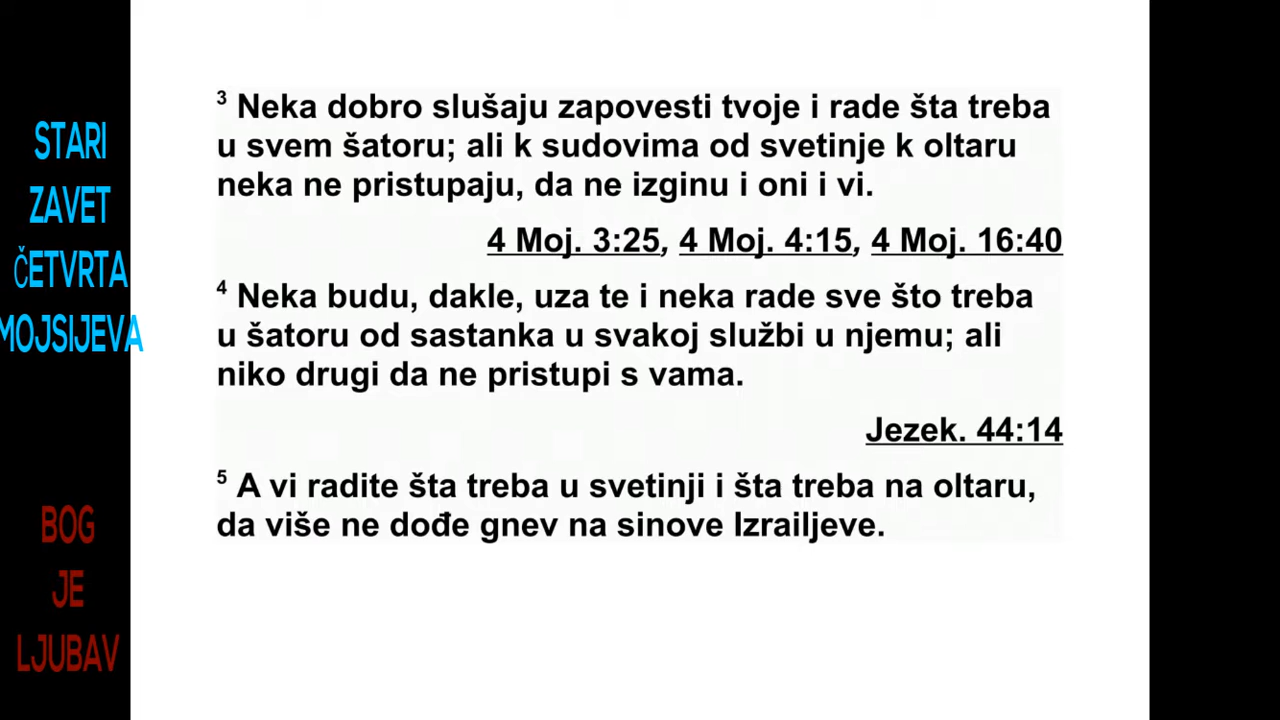 STARI
ZAVET
ČETVRTA
MOJSIJEVA
BOG
JE
LJUBAV
3 Neka dobro slušaju zapovesti tvoje i rade šta treba
u svem šatoru; ali k sudovima od svetinje k oltaru
neka ne pristupaju, da ne izginu i oni i vi.
4 Moj. 3:25, 4 Moj. 4:15, 4 Moj. 16:40
4 Neka budu, dakle, uza te i neka rade sve što treba
u šatoru od sastanka u svakoj službi u njemu; ali
niko drugi da ne pristupi s vama.
Jezek. 44:14
5 A vi radite šta treba u svetinji i šta treba na oltaru,
da više ne dođe gnev na sinove Izrailjeve.